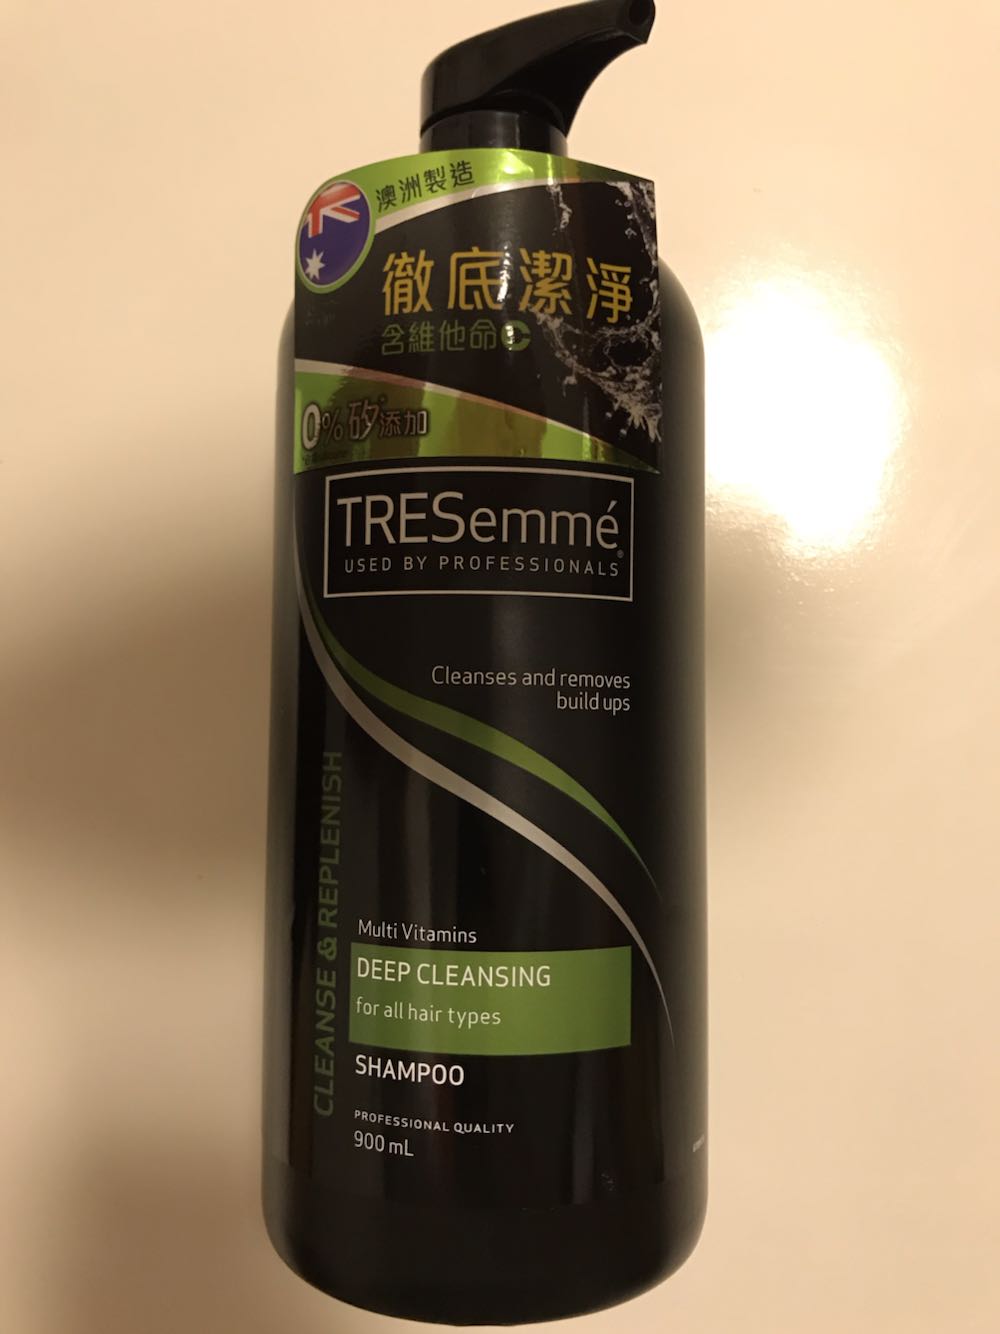 澳洲製造
徹底潔淨
含維他命C
0%矽*添加
TRESemmé®
USED BY PROFESSIONALS
Cleanses and removes
build ups
CLEANSE & REPLENISH
Multi Vitamins
DEEP CLEANSING
for all hair types
SHAMPOO
PROFESSIONAL QUALITY
900 mL